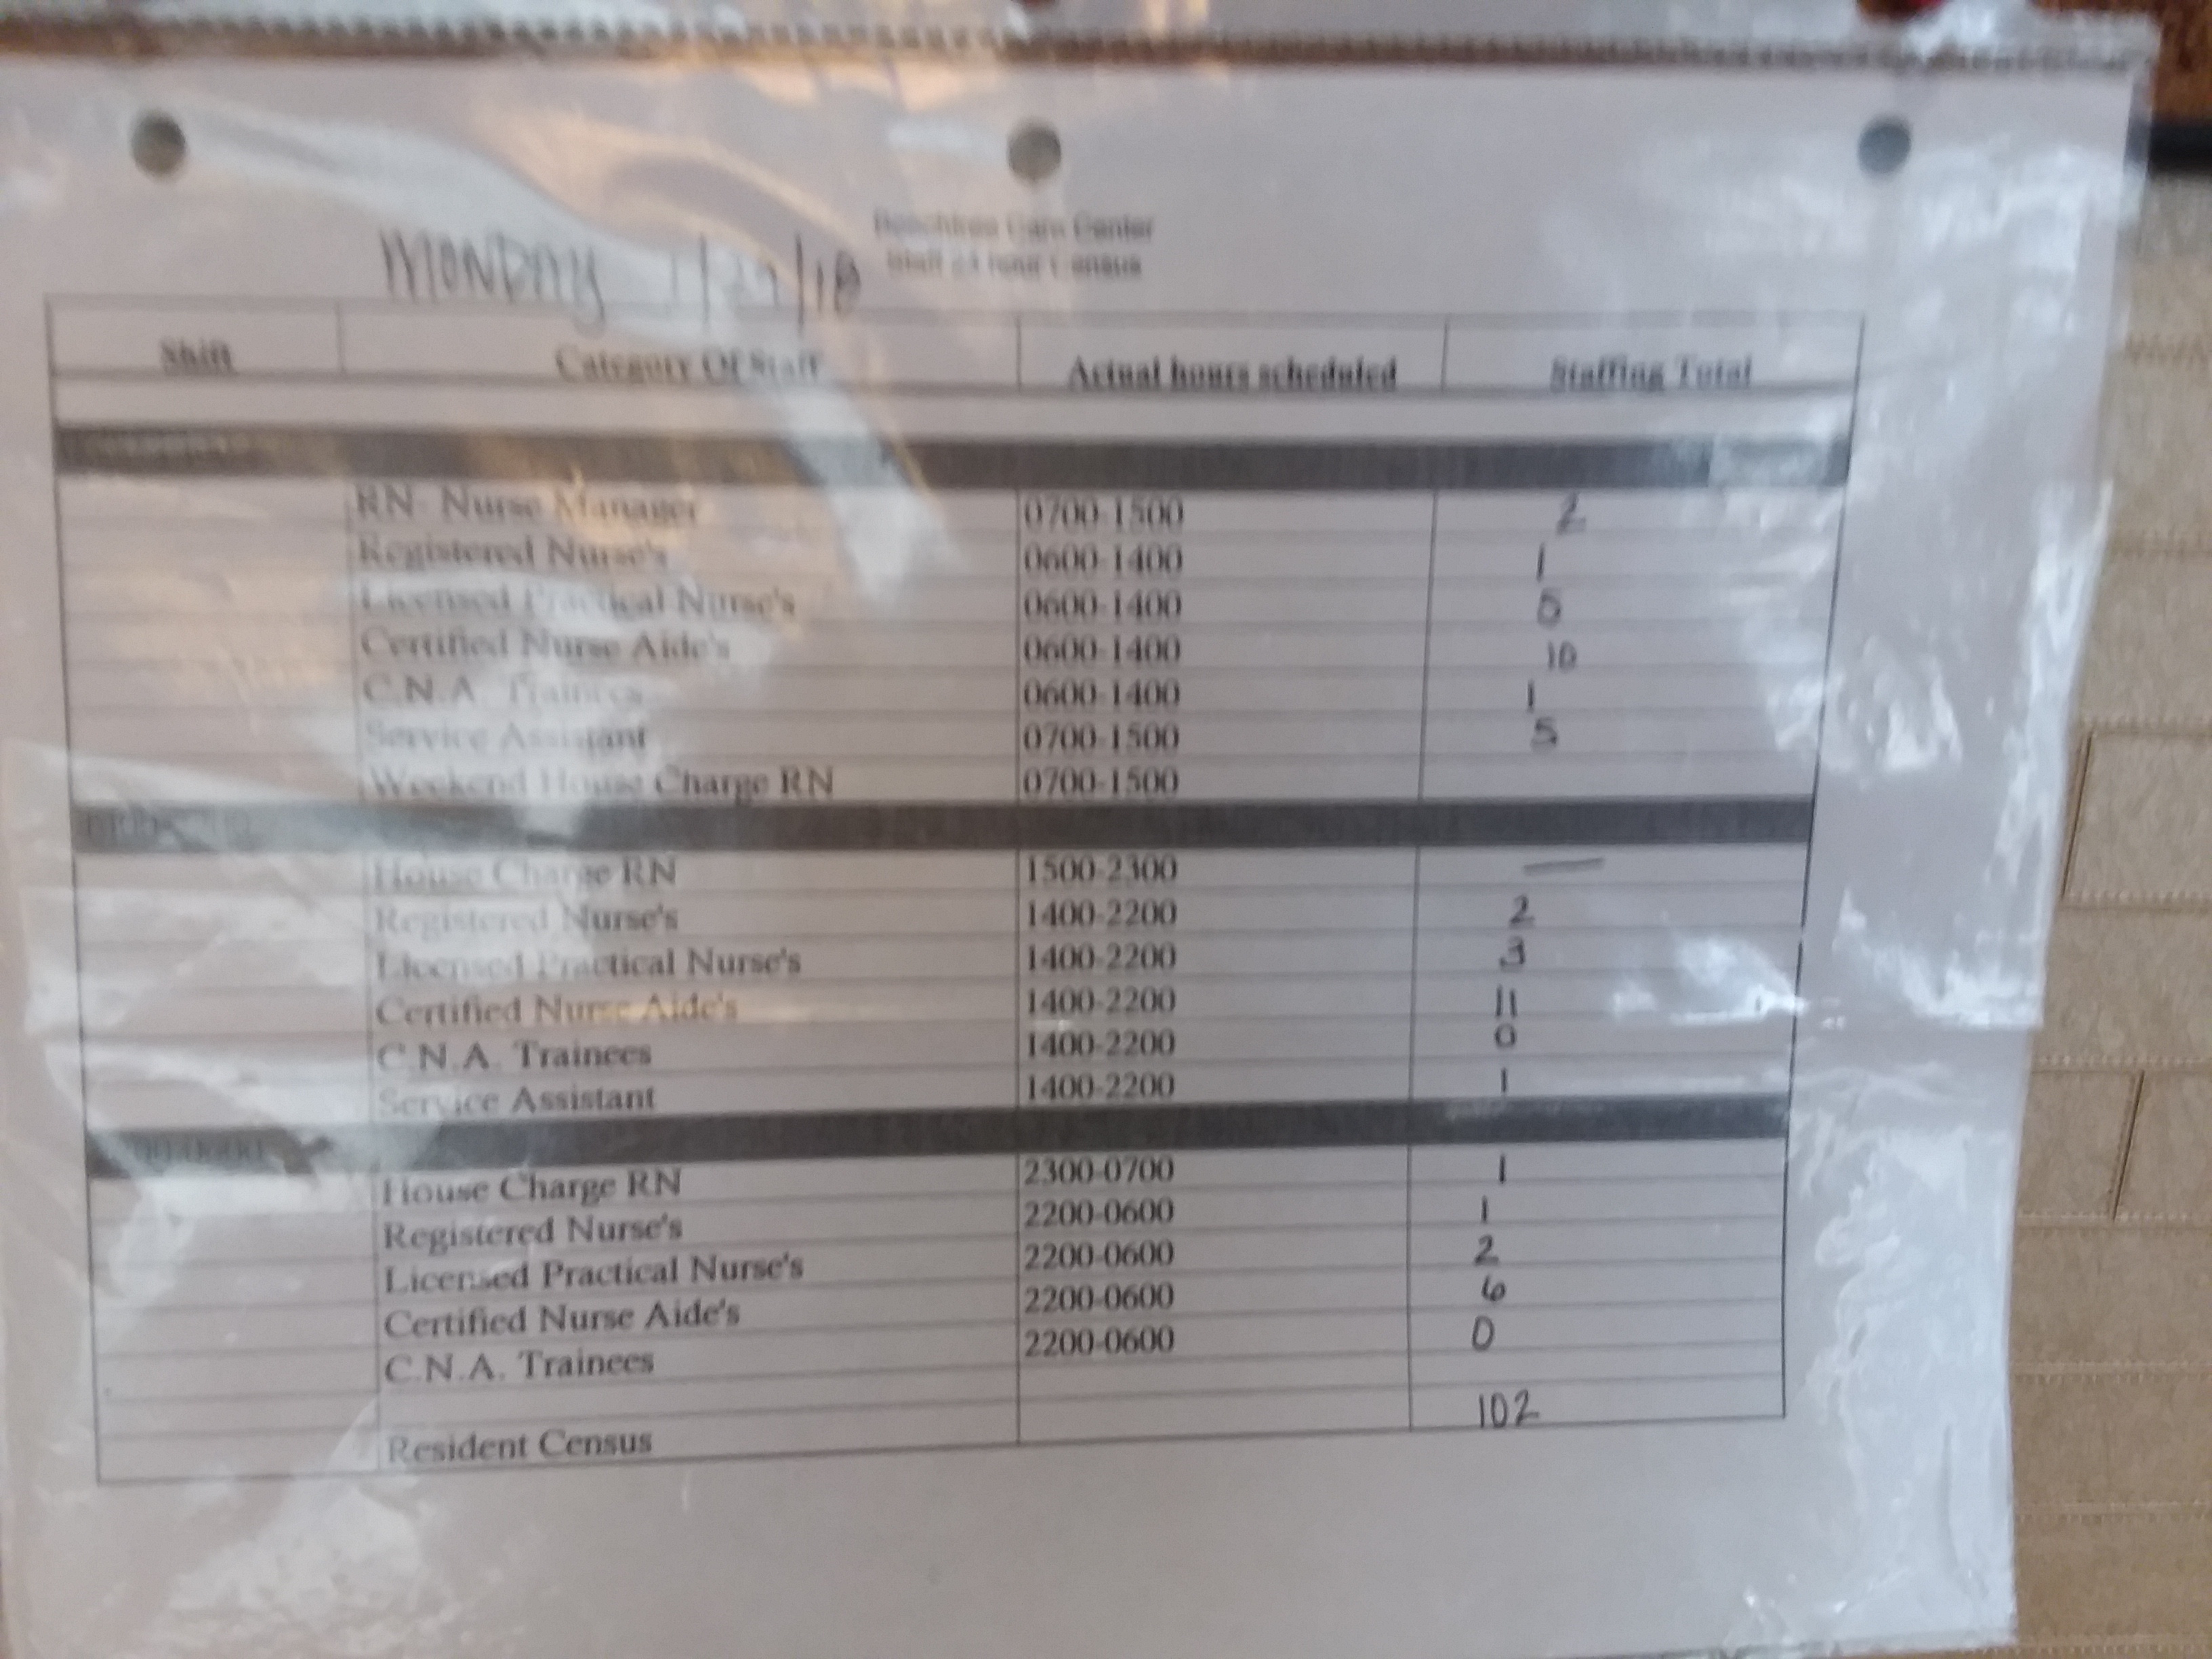 Beechtree Care Center
Staff 24 hour Census
MONDAY 1/29/18
Shift Category Of Staff Actual hours scheduled Staffing Total
RN- Nurse Manager 0700-1500 2
Registered Nurse's 0600-1400 1
Licensed Practical Nurse's 0600-1400 5
Certified Nurse Aide's 0600-1400 10
C.N.A. Trainees 0600-1400 1
Service Assistant 0700-1500 5
Weekend House Charge RN 0700-1500
House Charge RN 1500-2300 —
Registered Nurse's 1400-2200 2
Licensed Practical Nurse's 1400-2200 3
Certified Nurse Aide's 1400-2200 11
C.N.A. Trainees 1400-2200 0
Service Assistant 1400-2200 1
House Charge RN 2300-0700 1
Registered Nurse's 2200-0600 1
Licensed Practical Nurse's 2200-0600 2
Certified Nurse Aide's 2200-0600 6
C.N.A. Trainees 2200-0600 0
Resident Census 102